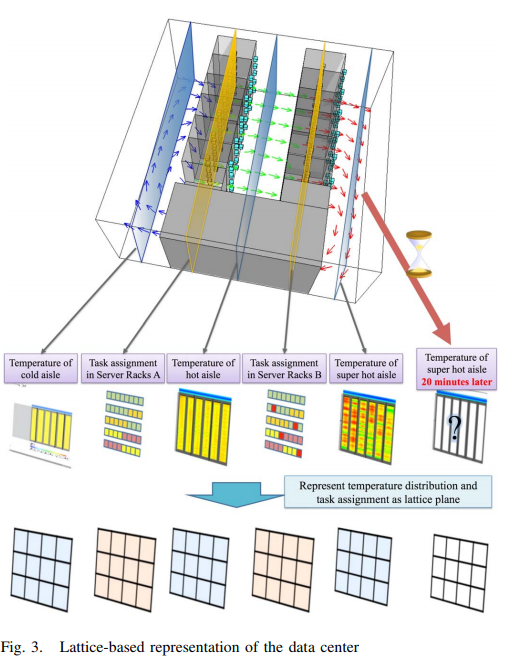 Temperature of
cold aisle
Task assignment
in Server Racks A
Temperature of
hot aisle
Task assignment
in Server Racks B
Temperature of
super hot aisle
Temperature of
super hot aisle
20 minutes later
?
Represent temperature distribution and
task assignment as lattice plane
Fig. 3. Lattice-based representation of the data center